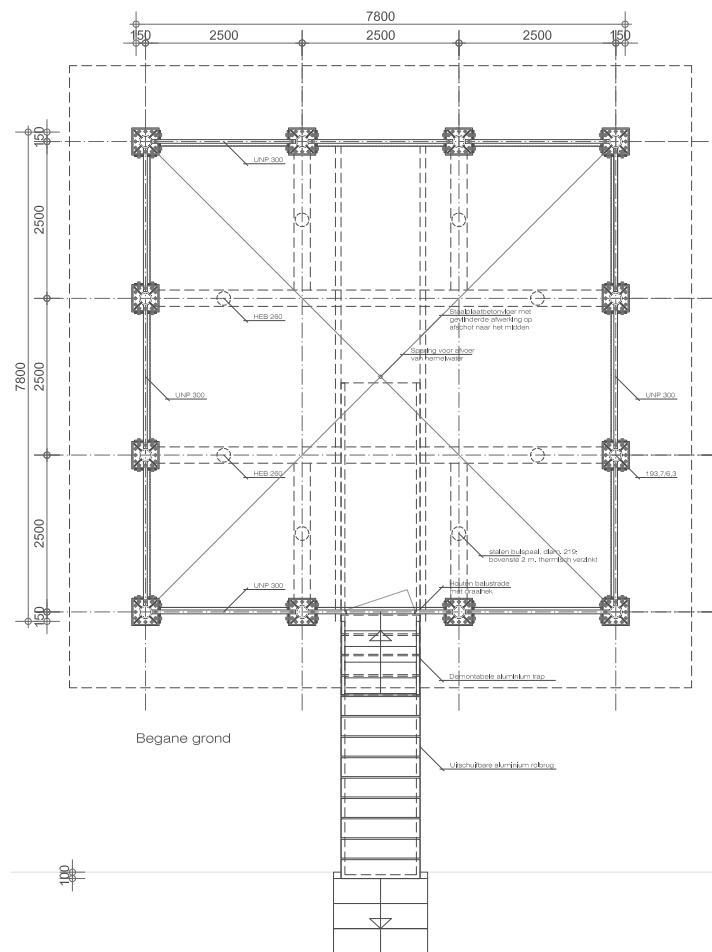 7800
150
2500
2500
2500
150
150
UNP 300
2500
Staalplaatbetonvloer met
gevlinderde afwerking op
afschot naar het midden
HEB 260
Sparing voor afvoer
van hemelwater
7800
2500
UNP 300
UNP 300
HEB 260
193,7/6,3
2500
stalen buispaal, diam. 219;
bovenste 2 m. thermisch verzinkt
UNP 300
Houten balustrade
met draaihek
150
Demontabele aluminium trap
Begane grond
Uitschuifbare aluminium rolbrug
100